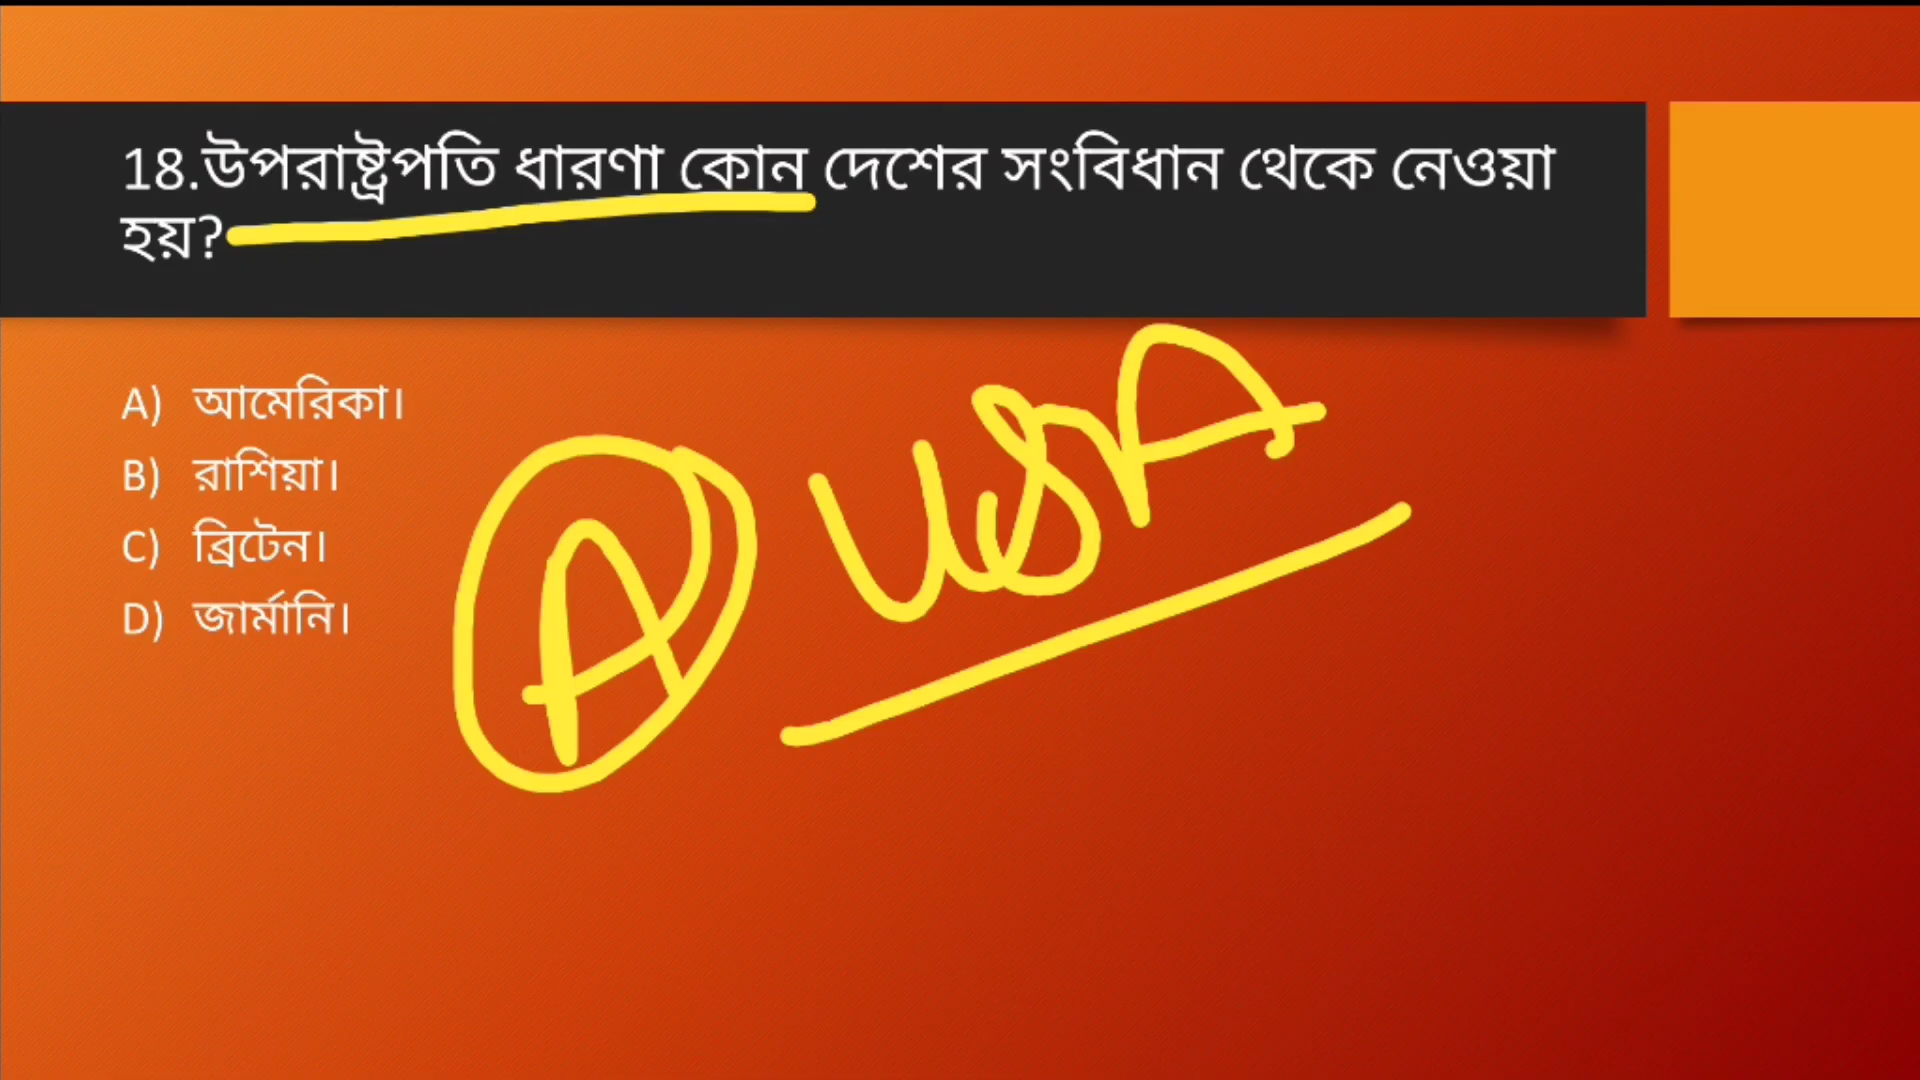 18.উপরাষ্ট্রপতি ধারণা কোন দেশের সংবিধান থেকে নেওয়া
হয়?
A) আমেরিকা।
B) রাশিয়া।
C) ব্রিটেন।
D) জার্মানি।
A USA